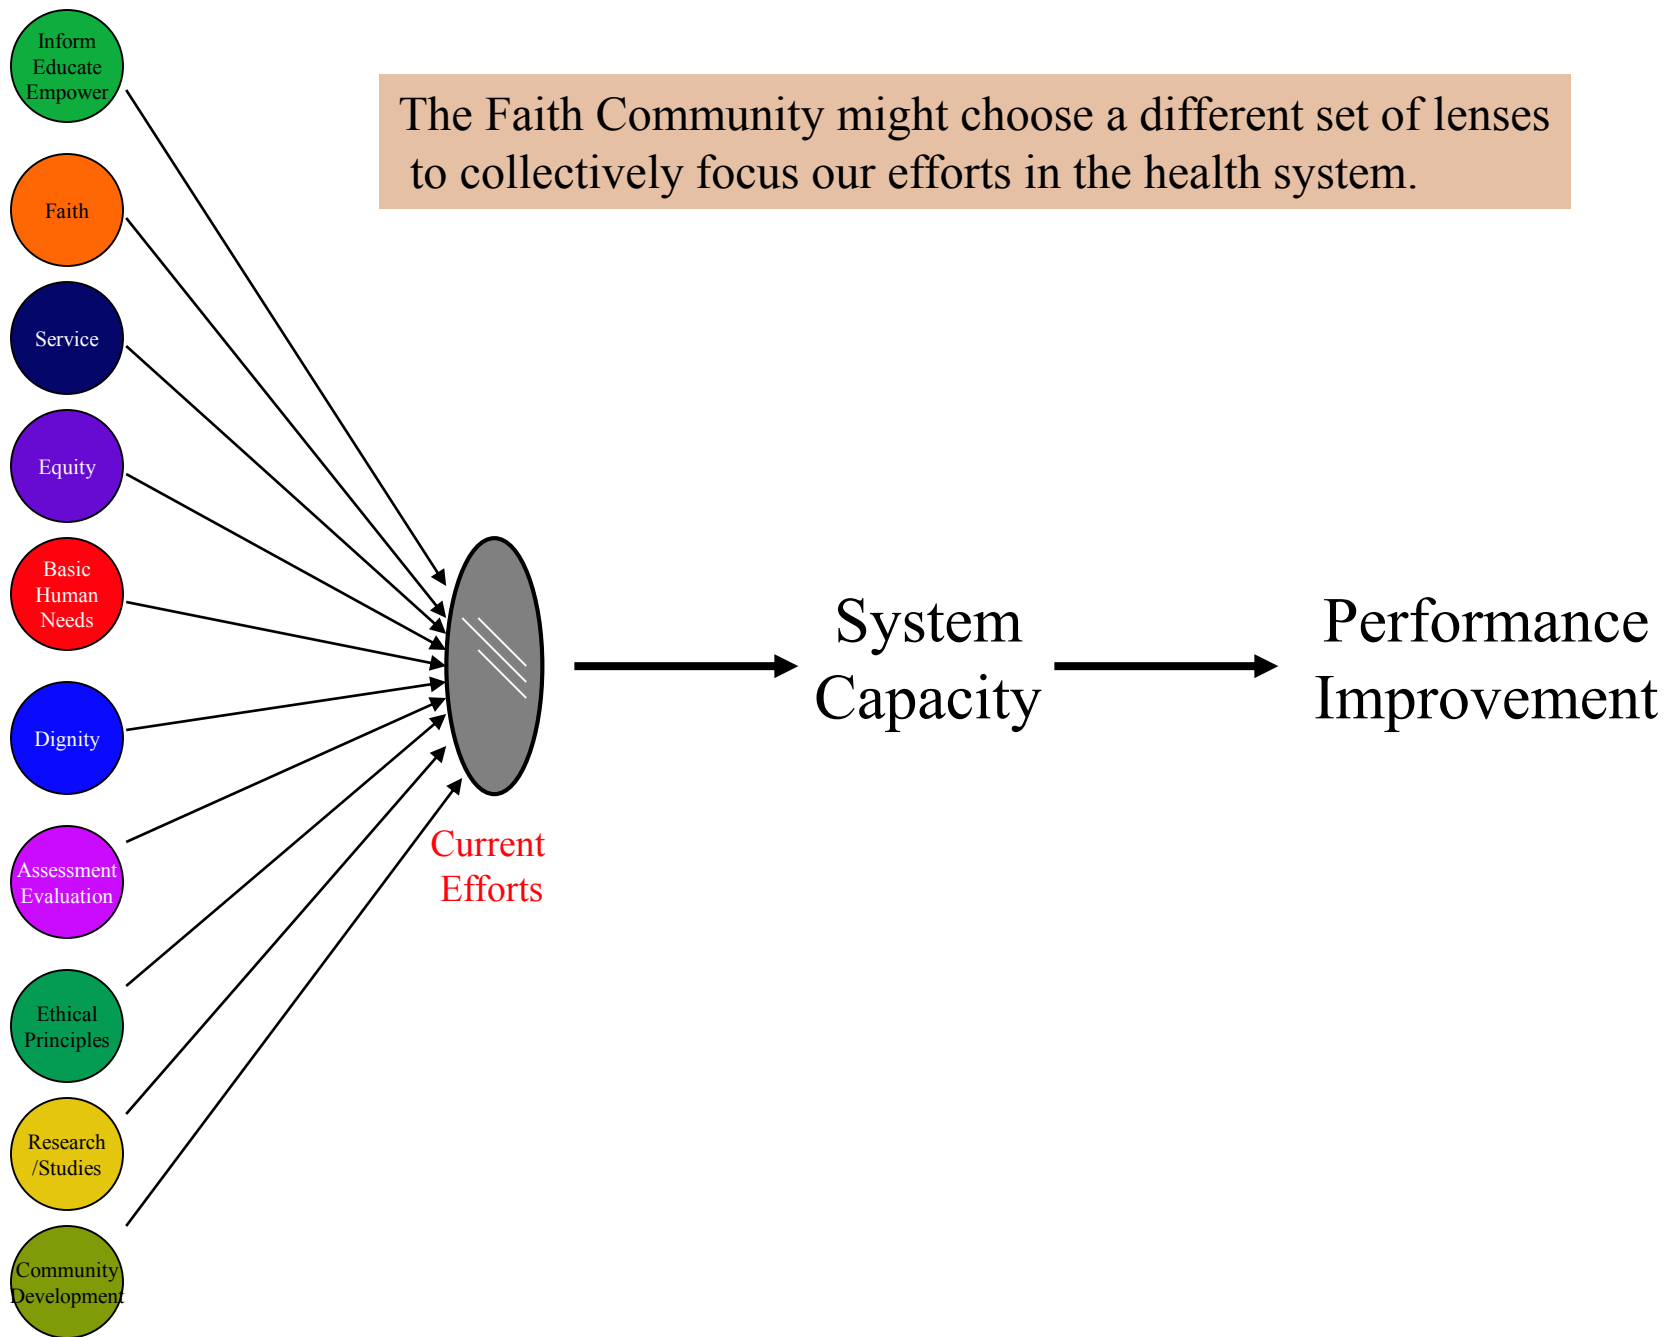 Inform
Educate
Empower
The Faith Community might choose a different set of lenses
to collectively focus our efforts in the health system.
Faith
Service
Equity
Basic
Human
Needs
Dignity
Assessment
Evaluation
Ethical
Principles
Research
/Studies
Community
Development
Current
Efforts
System
Capacity
Performance
Improvement